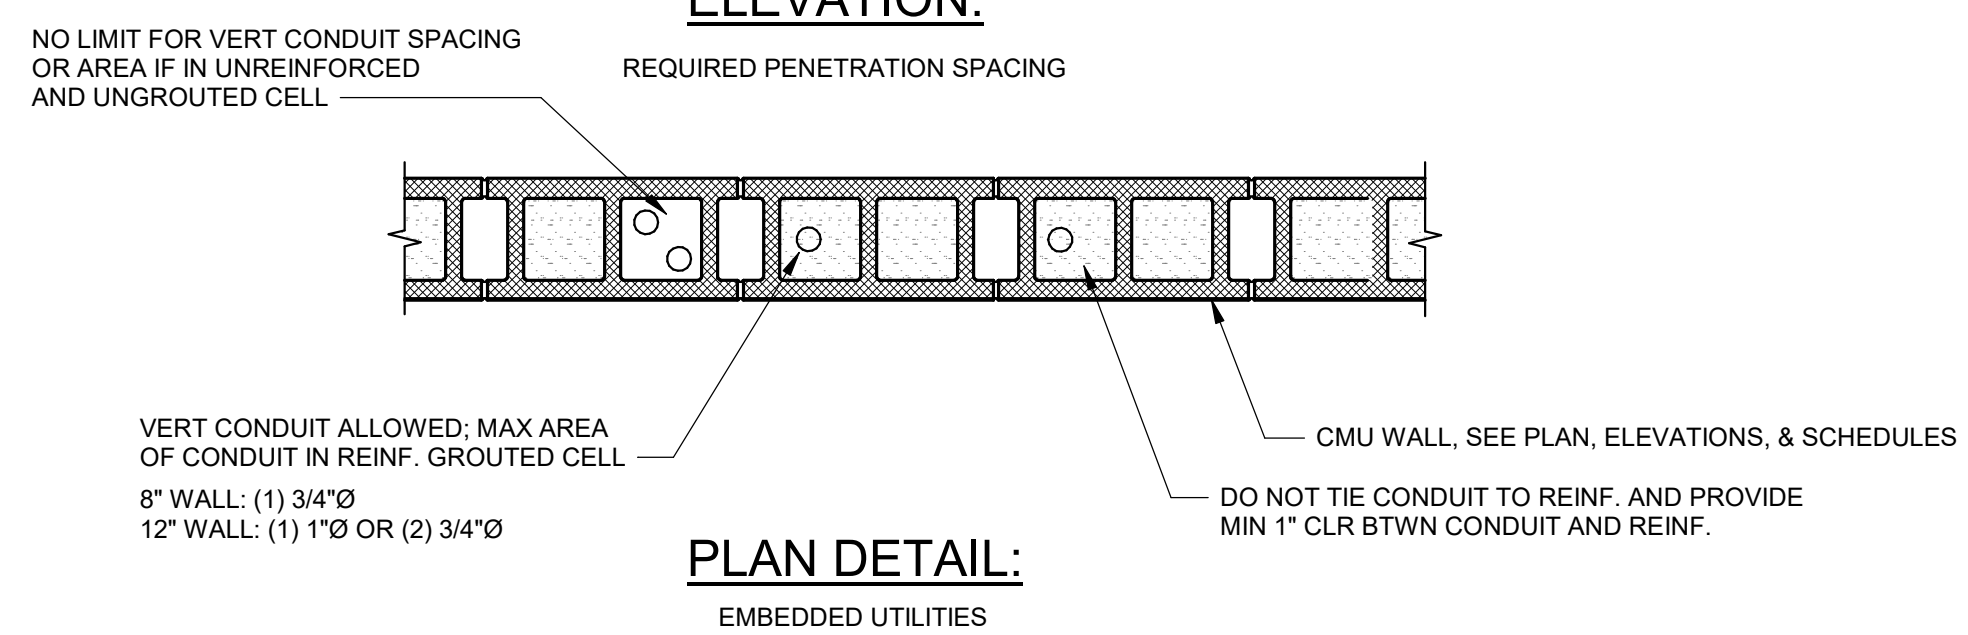 ELEVATION:
REQUIRED PENETRATION SPACING
NO LIMIT FOR VERT CONDUIT SPACING
OR AREA IF IN UNREINFORCED
AND UNGROUTED CELL
VERT CONDUIT ALLOWED; MAX AREA
OF CONDUIT IN REINF. GROUTED CELL
8" WALL: (1) 3/4"Ø
12" WALL: (1) 1"Ø OR (2) 3/4"Ø
CMU WALL, SEE PLAN, ELEVATIONS, & SCHEDULES
DO NOT TIE CONDUIT TO REINF. AND PROVIDE
MIN 1" CLR BTWN CONDUIT AND REINF.
PLAN DETAIL:
EMBEDDED UTILITIES